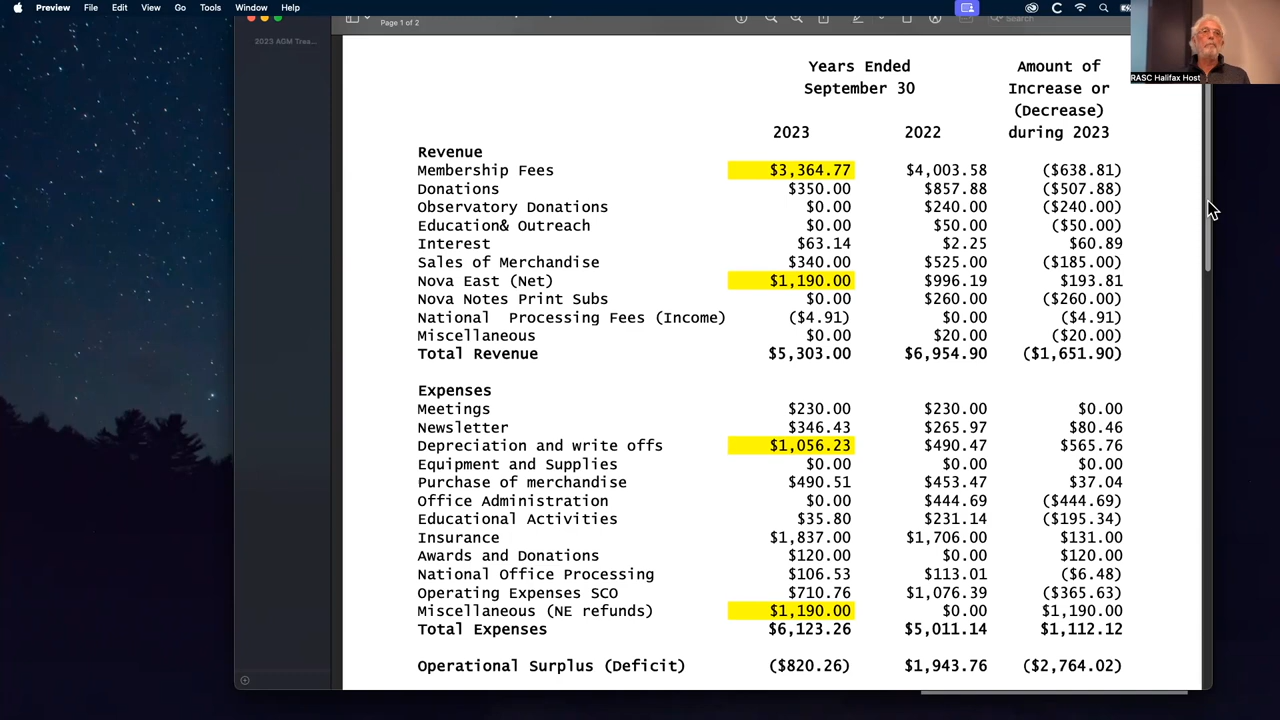 Preview File Edit View Go Tools Window Help
Page 1 of 2
Search
2023 AGM Trea...
RASC Halifax Host
Years Ended Amount of
September 30 Increase or
(Decrease)
2023 2022 during 2023
Revenue
Membership Fees $3,364.77 $4,003.58 ($638.81)
Donations $350.00 $857.88 ($507.88)
Observatory Donations $0.00 $240.00 ($240.00)
Education& Outreach $0.00 $50.00 ($50.00)
Interest $63.14 $2.25 $60.89
Sales of Merchandise $340.00 $525.00 ($185.00)
Nova East (Net) $1,190.00 $996.19 $193.81
Nova Notes Print Subs $0.00 $260.00 ($260.00)
National Processing Fees (Income) ($4.91) $0.00 ($4.91)
Miscellaneous $0.00 $20.00 ($20.00)
Total Revenue $5,303.00 $6,954.90 ($1,651.90)
Expenses
Meetings $230.00 $230.00 $0.00
Newsletter $346.43 $265.97 $80.46
Depreciation and write offs $1,056.23 $490.47 $565.76
Equipment and Supplies $0.00 $0.00 $0.00
Purchase of merchandise $490.51 $453.47 $37.04
Office Administration $0.00 $444.69 ($444.69)
Educational Activities $35.80 $231.14 ($195.34)
Insurance $1,837.00 $1,706.00 $131.00
Awards and Donations $120.00 $0.00 $120.00
National Office Processing $106.53 $113.01 ($6.48)
Operating Expenses SCO $710.76 $1,076.39 ($365.63)
Miscellaneous (NE refunds) $1,190.00 $0.00 $1,190.00
Total Expenses $6,123.26 $5,011.14 $1,112.12
Operational Surplus (Deficit) ($820.26) $1,943.76 ($2,764.02)